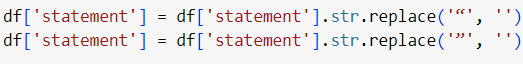 df['statement'] = df['statement'].str.replace('“', '')
df['statement'] = df['statement'].str.replace('”', '')